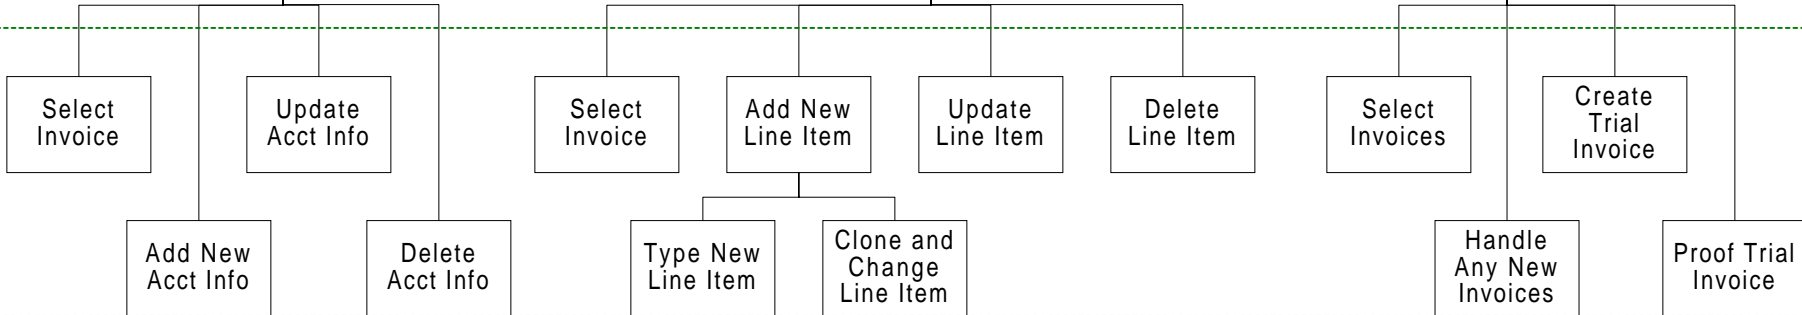 Select
Invoice
Update
Acct Info
Select
Invoice
Add New
Line Item
Update
Line Item
Delete
Line Item
Select
Invoices
Create
Trial
Invoice
Add New
Acct Info
Delete
Acct Info
Type New
Line Item
Clone and
Change
Line Item
Handle
Any New
Invoices
Proof Trial
Invoice